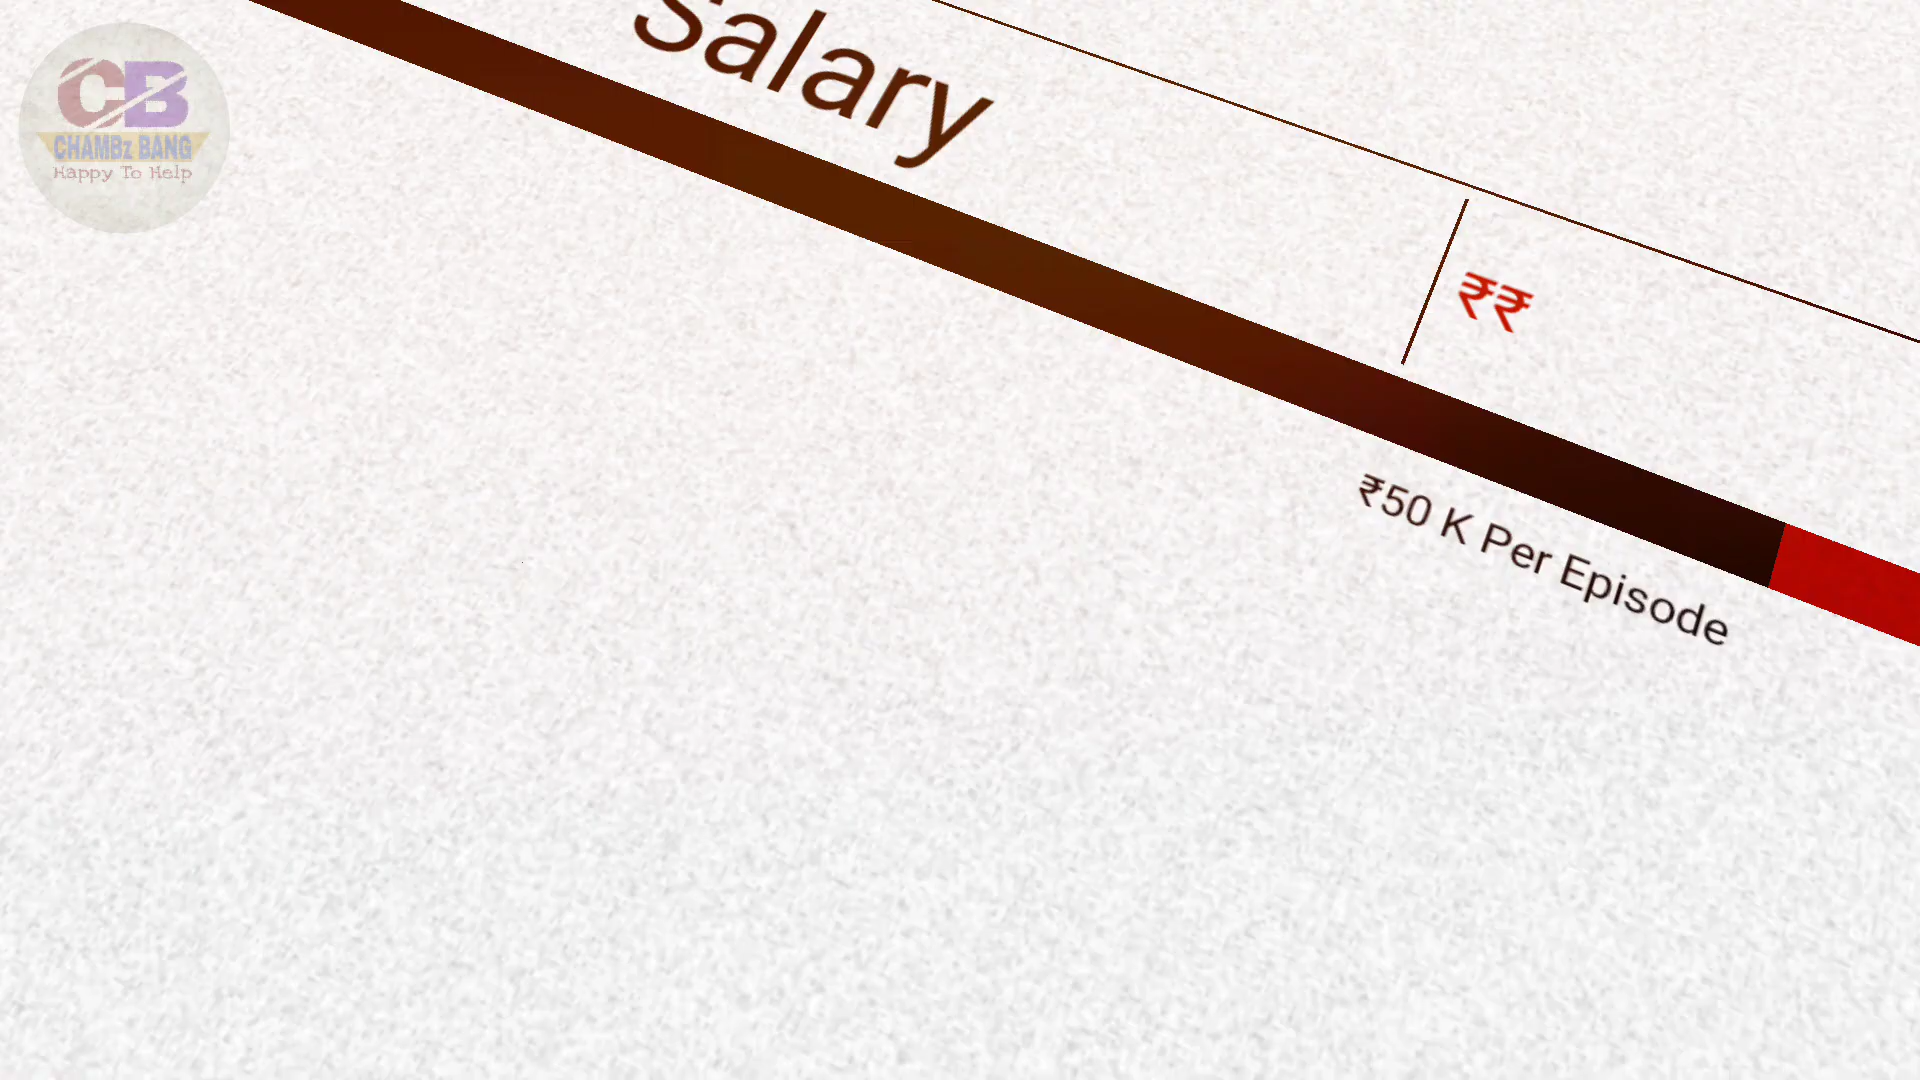 CB
CHAMBz BANG
Happy To Help
Salary
₹₹
₹50 K Per Episode